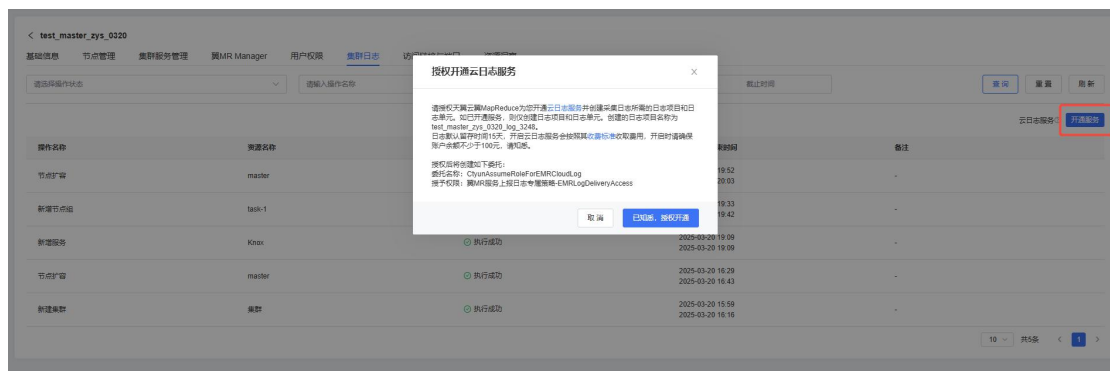 < test_master_zys_0320
基础信息 节点管理 集群服务管理 翼MR Manager 用户权限 集群日志
请选择操作状态 请输入操作名称 截止时间 查询 重置 刷新
云日志服务 开通服务
操作名称 资源名称 备注
节点扩容 master 19:52 -
20:03
新增节点组 task-1 19:33 -
19:42
新增服务 Knox 执行成功 2025-03-20 19:09 -
2025-03-20 19:09
节点扩容 master 执行成功 2025-03-20 16:29 -
2025-03-20 16:43
新建集群 集群 执行成功 2025-03-20 15:59 -
2025-03-20 16:16
10 共5条 < 1 >
授权开通云日志服务 ×
请授权天翼云翼MapReduce为您开通云日志服务并创建采集日志所需的日志项目和日
志单元。如已开通服务，则仅创建日志项目和日志单元。创建的日志项目名称为
test_master_zys_0320_log_3248。
日志默认留存时间15天，开启云日志服务会按照其收费标准收取费用，开启时请确保
账户余额不少于100元，请知悉。
授权后将创建如下委托：
委托名称：CtyunAssumeRoleForEMRCloudLog
授予权限：翼MR服务上报日志专属策略-EMRLogDeliveryAccess
取消 已知悉，授权开通